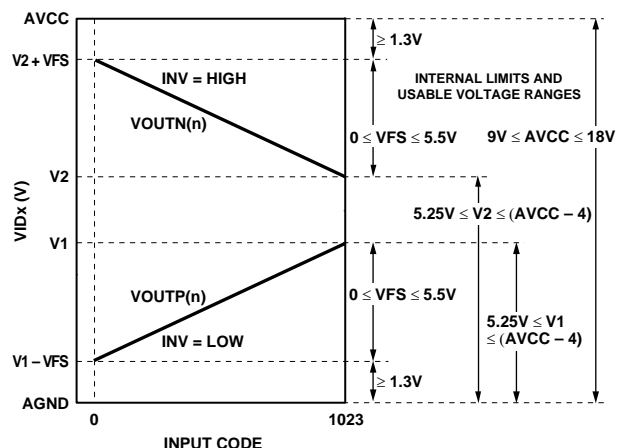 AVCC
≥ 1.3V
V2 + VFS
INV = HIGH
INTERNAL LIMITS AND
USABLE VOLTAGE RANGES
VOUTN(n)
0 ≤ VFS ≤ 5.5V
9V ≤ AVCC ≤ 18V
V2
5.25V ≤ V2 ≤ (AVCC – 4)
VIDx (V)
V1
VOUTP(n)
0 ≤ VFS ≤ 5.5V
5.25V ≤ V1
≤ (AVCC – 4)
INV = LOW
V1 – VFS
≥ 1.3V
AGND
0
1023
INPUT CODE